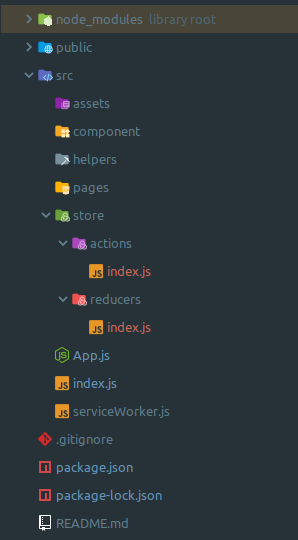 node_modules library root
public
src
assets
component
helpers
pages
store
actions
index.js
reducers
index.js
App.js
index.js
serviceWorker.js
.gitignore
package.json
package-lock.json
README.md